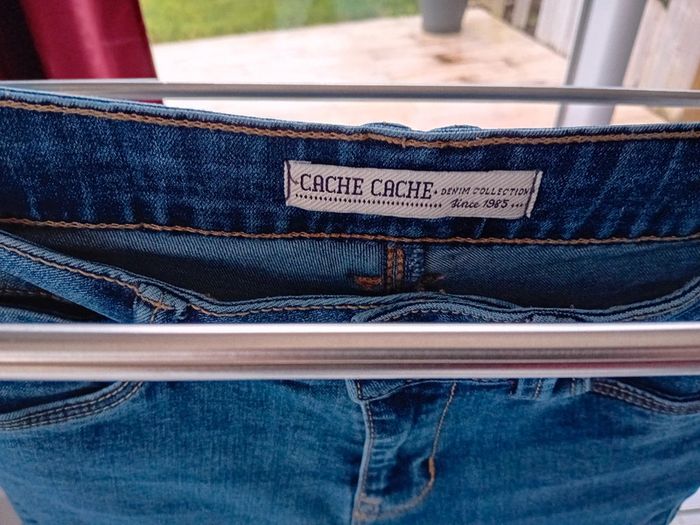 CACHE CACHE. DENIM COLLECTION
Since 1985